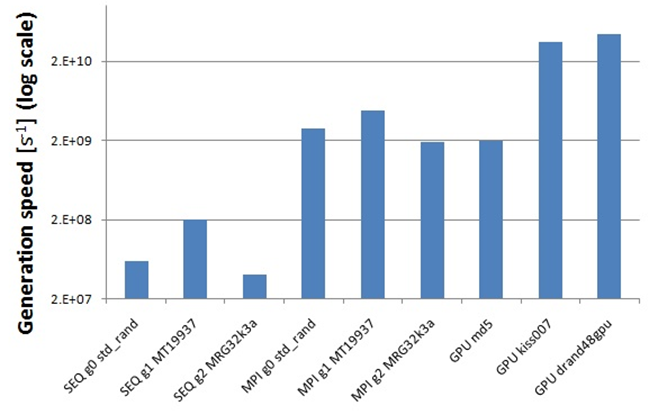 Generation speed [s-1] (log scale)
2.E+10
2.E+09
2.E+08
2.E+07
SEQ g0 std_rand
SEQ g1 MT19937
SEQ g2 MRG32k3a
MPI g0 std_rand
MPI g1 MT19937
MPI g2 MRG32k3a
GPU md5
GPU kiss007
GPU drand48gpu